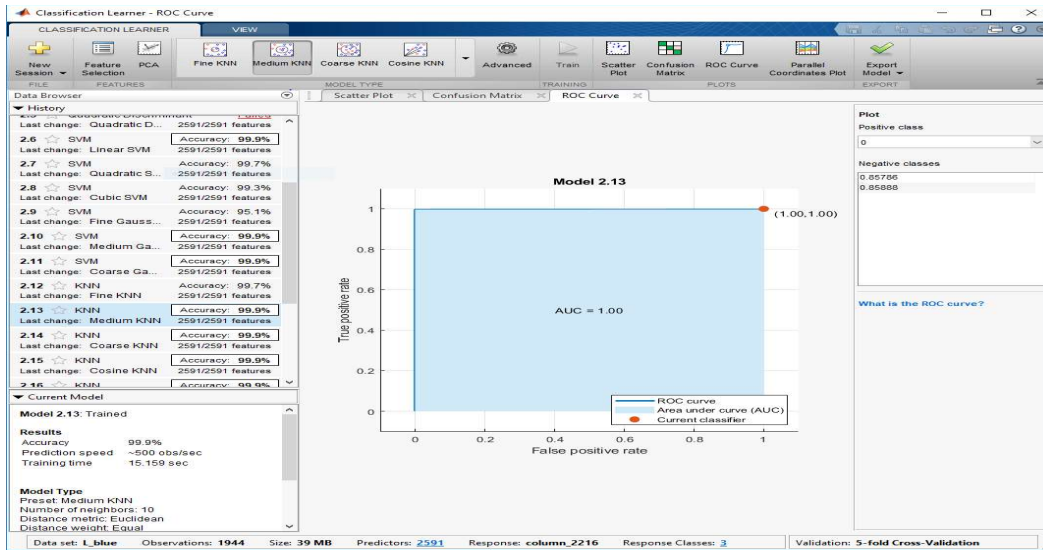 Classification Learner - ROC Curve
CLASSIFICATION LEARNER
VIEW
New Session
Feature Selection
PCA
Fine KNN
Medium KNN
Coarse KNN
Cosine KNN
Advanced
Train
Scatter Plot
Confusion Matrix
ROC Curve
Parallel Coordinates Plot
Export Model
FILE
FEATURES
MODEL TYPE
TRAINING
PLOTS
EXPORT
Data Browser
Scatter Plot
Confusion Matrix
ROC Curve
History
Last change: Quadratic D... 2591/2591 features
2.6 SVM Accuracy: 99.9%
Last change: Linear SVM 2591/2591 features
2.7 SVM Accuracy: 99.7%
Last change: Quadratic S... 2591/2591 features
2.8 SVM Accuracy: 99.3%
Last change: Cubic SVM 2591/2591 features
2.9 SVM Accuracy: 95.1%
Last change: Fine Gauss... 2591/2591 features
2.10 SVM Accuracy: 99.9%
Last change: Medium Ga... 2591/2591 features
2.11 SVM Accuracy: 99.9%
Last change: Coarse Ga... 2591/2591 features
2.12 KNN Accuracy: 99.7%
Last change: Fine KNN 2591/2591 features
2.13 KNN Accuracy: 99.9%
Last change: Medium KNN 2591/2591 features
2.14 KNN Accuracy: 99.9%
Last change: Coarse KNN 2591/2591 features
2.15 KNN Accuracy: 99.9%
Last change: Cosine KNN 2591/2591 features
2.16 KNN Accuracy: 99.9%
Current Model
Model 2.13: Trained
Results
Accuracy 99.9%
Prediction speed ~500 obs/sec
Training time 15.159 sec
Model Type
Preset: Medium KNN
Number of neighbors: 10
Distance metric: Euclidean
Distance weight: Equal
Model 2.13
(1.00,1.00)
1
0.8
0.6
0.4
0.2
0
True positive rate
AUC = 1.00
ROC curve
Area under curve (AUC)
Current classifier
0 0.2 0.4 0.6 0.8 1
False positive rate
Plot
Positive class
0
Negative classes
0.85786
0.85888
What is the ROC curve?
Data set: L_blue Observations: 1944 Size: 39 MB Predictors: 2591 Response: column_2216 Response Classes: 3 Validation: 5-fold Cross-Validation